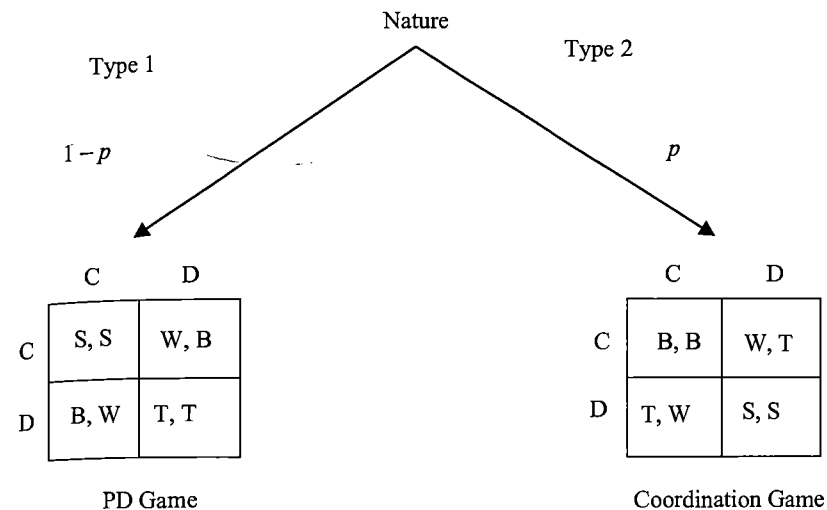 Nature
Type 1
Type 2
1 – p
p
C D
C S, S W, B
D B, W T, T
PD Game
C D
C B, B W, T
D T, W S, S
Coordination Game